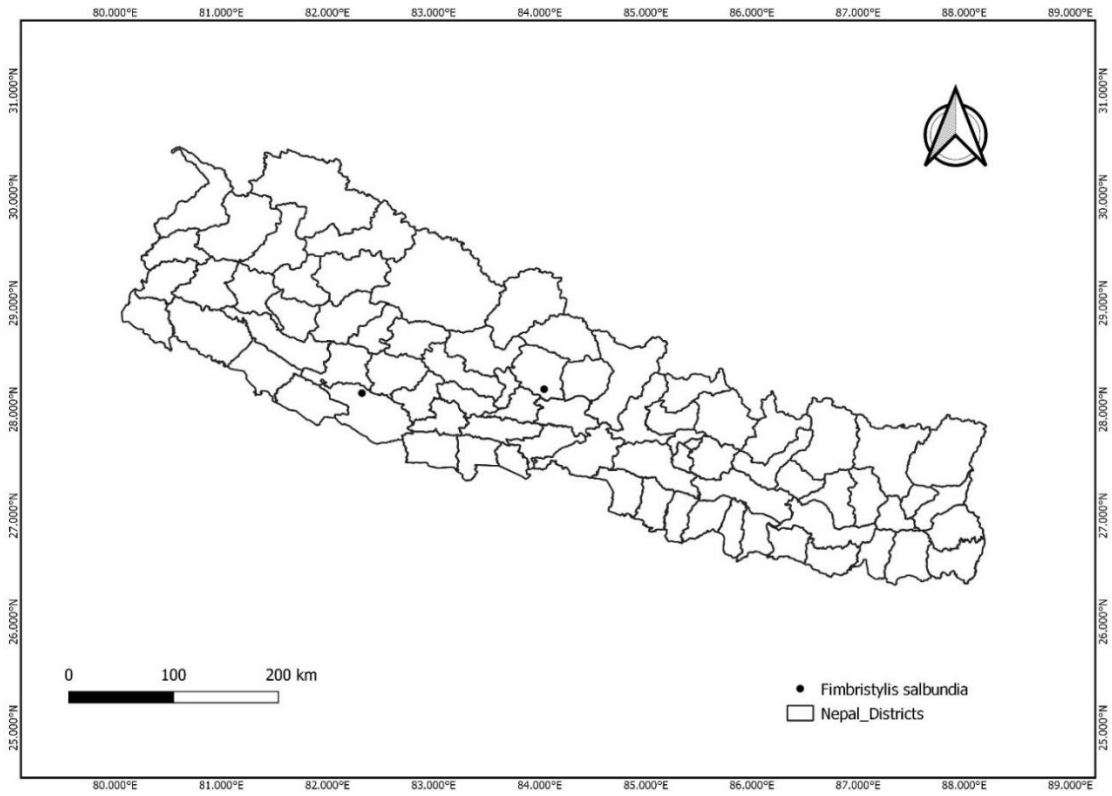 80.000°E 81.000°E 82.000°E 83.000°E 84.000°E 85.000°E 86.000°E 87.000°E 88.000°E 89.000°E
31.000°N 31.000°N
30.000°N 30.000°N
29.000°N 29.000°N
28.000°N 28.000°N
27.000°N 27.000°N
26.000°N 26.000°N
25.000°N 25.000°N
0 100 200 km
Fimbristylis salbundia
Nepal_Districts
80.000°E 81.000°E 82.000°E 83.000°E 84.000°E 85.000°E 86.000°E 87.000°E 88.000°E 89.000°E